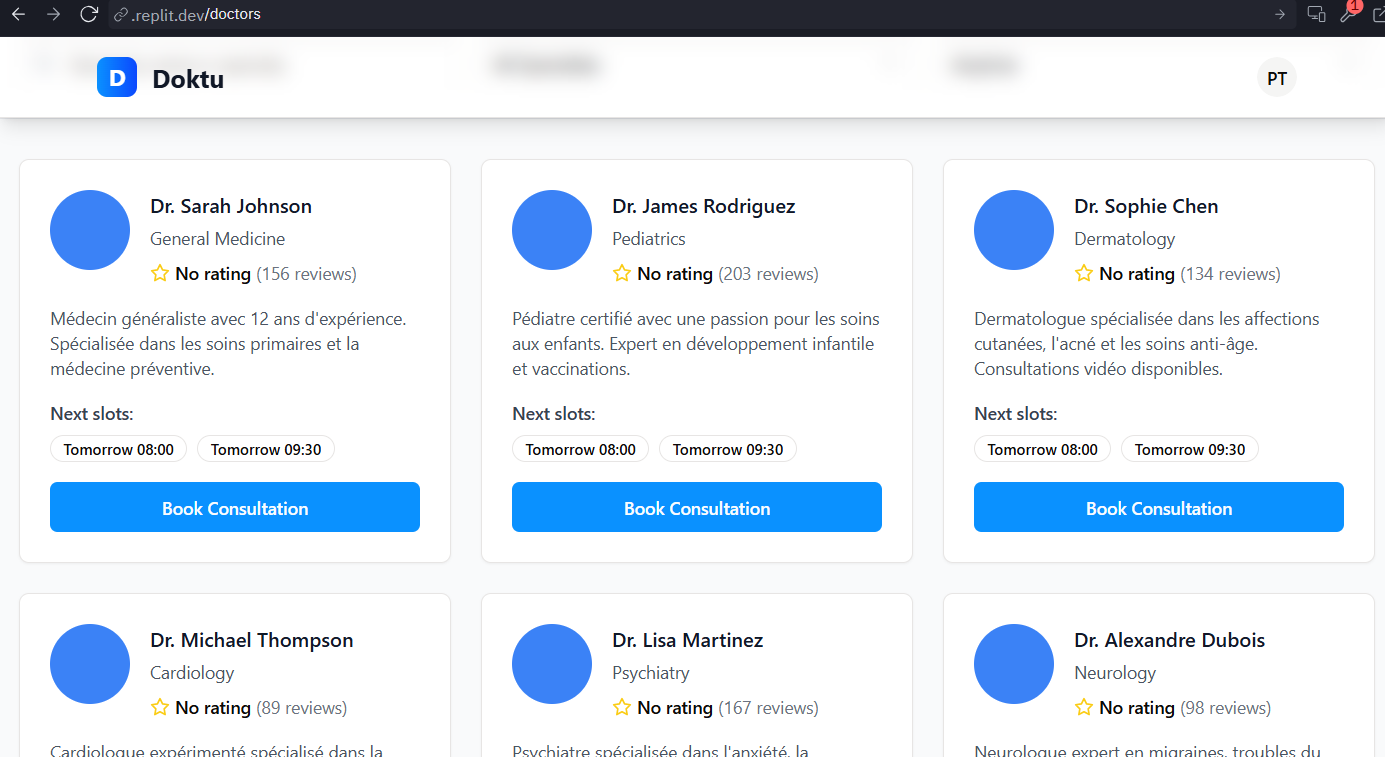 .replit.dev/doctors
1
D Doktu
PT
Dr. Sarah Johnson
General Medicine
No rating (156 reviews)
Médecin généraliste avec 12 ans d'expérience.
Spécialisée dans les soins primaires et la
médecine préventive.
Next slots:
Tomorrow 08:00 Tomorrow 09:30
Book Consultation
Dr. James Rodriguez
Pediatrics
No rating (203 reviews)
Pédiatre certifié avec une passion pour les soins
aux enfants. Expert en développement infantile
et vaccinations.
Next slots:
Tomorrow 08:00 Tomorrow 09:30
Book Consultation
Dr. Sophie Chen
Dermatology
No rating (134 reviews)
Dermatologue spécialisée dans les affections
cutanées, l'acné et les soins anti-âge.
Consultations vidéo disponibles.
Next slots:
Tomorrow 08:00 Tomorrow 09:30
Book Consultation
Dr. Michael Thompson
Cardiology
No rating (89 reviews)
Cardiologue expérimenté spécialisé dans la
Dr. Lisa Martinez
Psychiatry
No rating (167 reviews)
Psychiatre spécialisée dans l'anxiété, la
Dr. Alexandre Dubois
Neurology
No rating (98 reviews)
Neurologue expert en migraines, troubles du